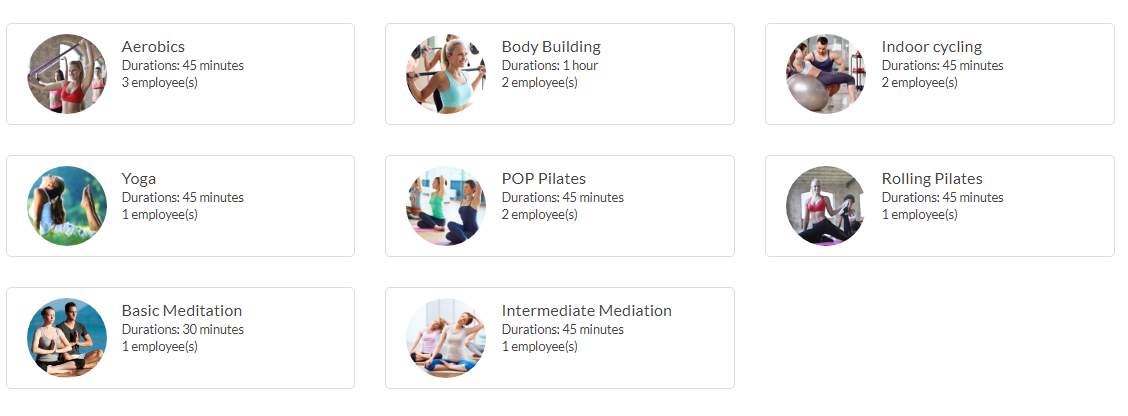 Aerobics
Durations: 45 minutes
3 employee(s)
Body Building
Durations: 1 hour
2 employee(s)
Indoor cycling
Durations: 45 minutes
2 employee(s)
Yoga
Durations: 45 minutes
1 employee(s)
POP Pilates
Durations: 45 minutes
2 employee(s)
Rolling Pilates
Durations: 45 minutes
1 employee(s)
Basic Meditation
Durations: 30 minutes
1 employee(s)
Intermediate Mediation
Durations: 45 minutes
1 employee(s)